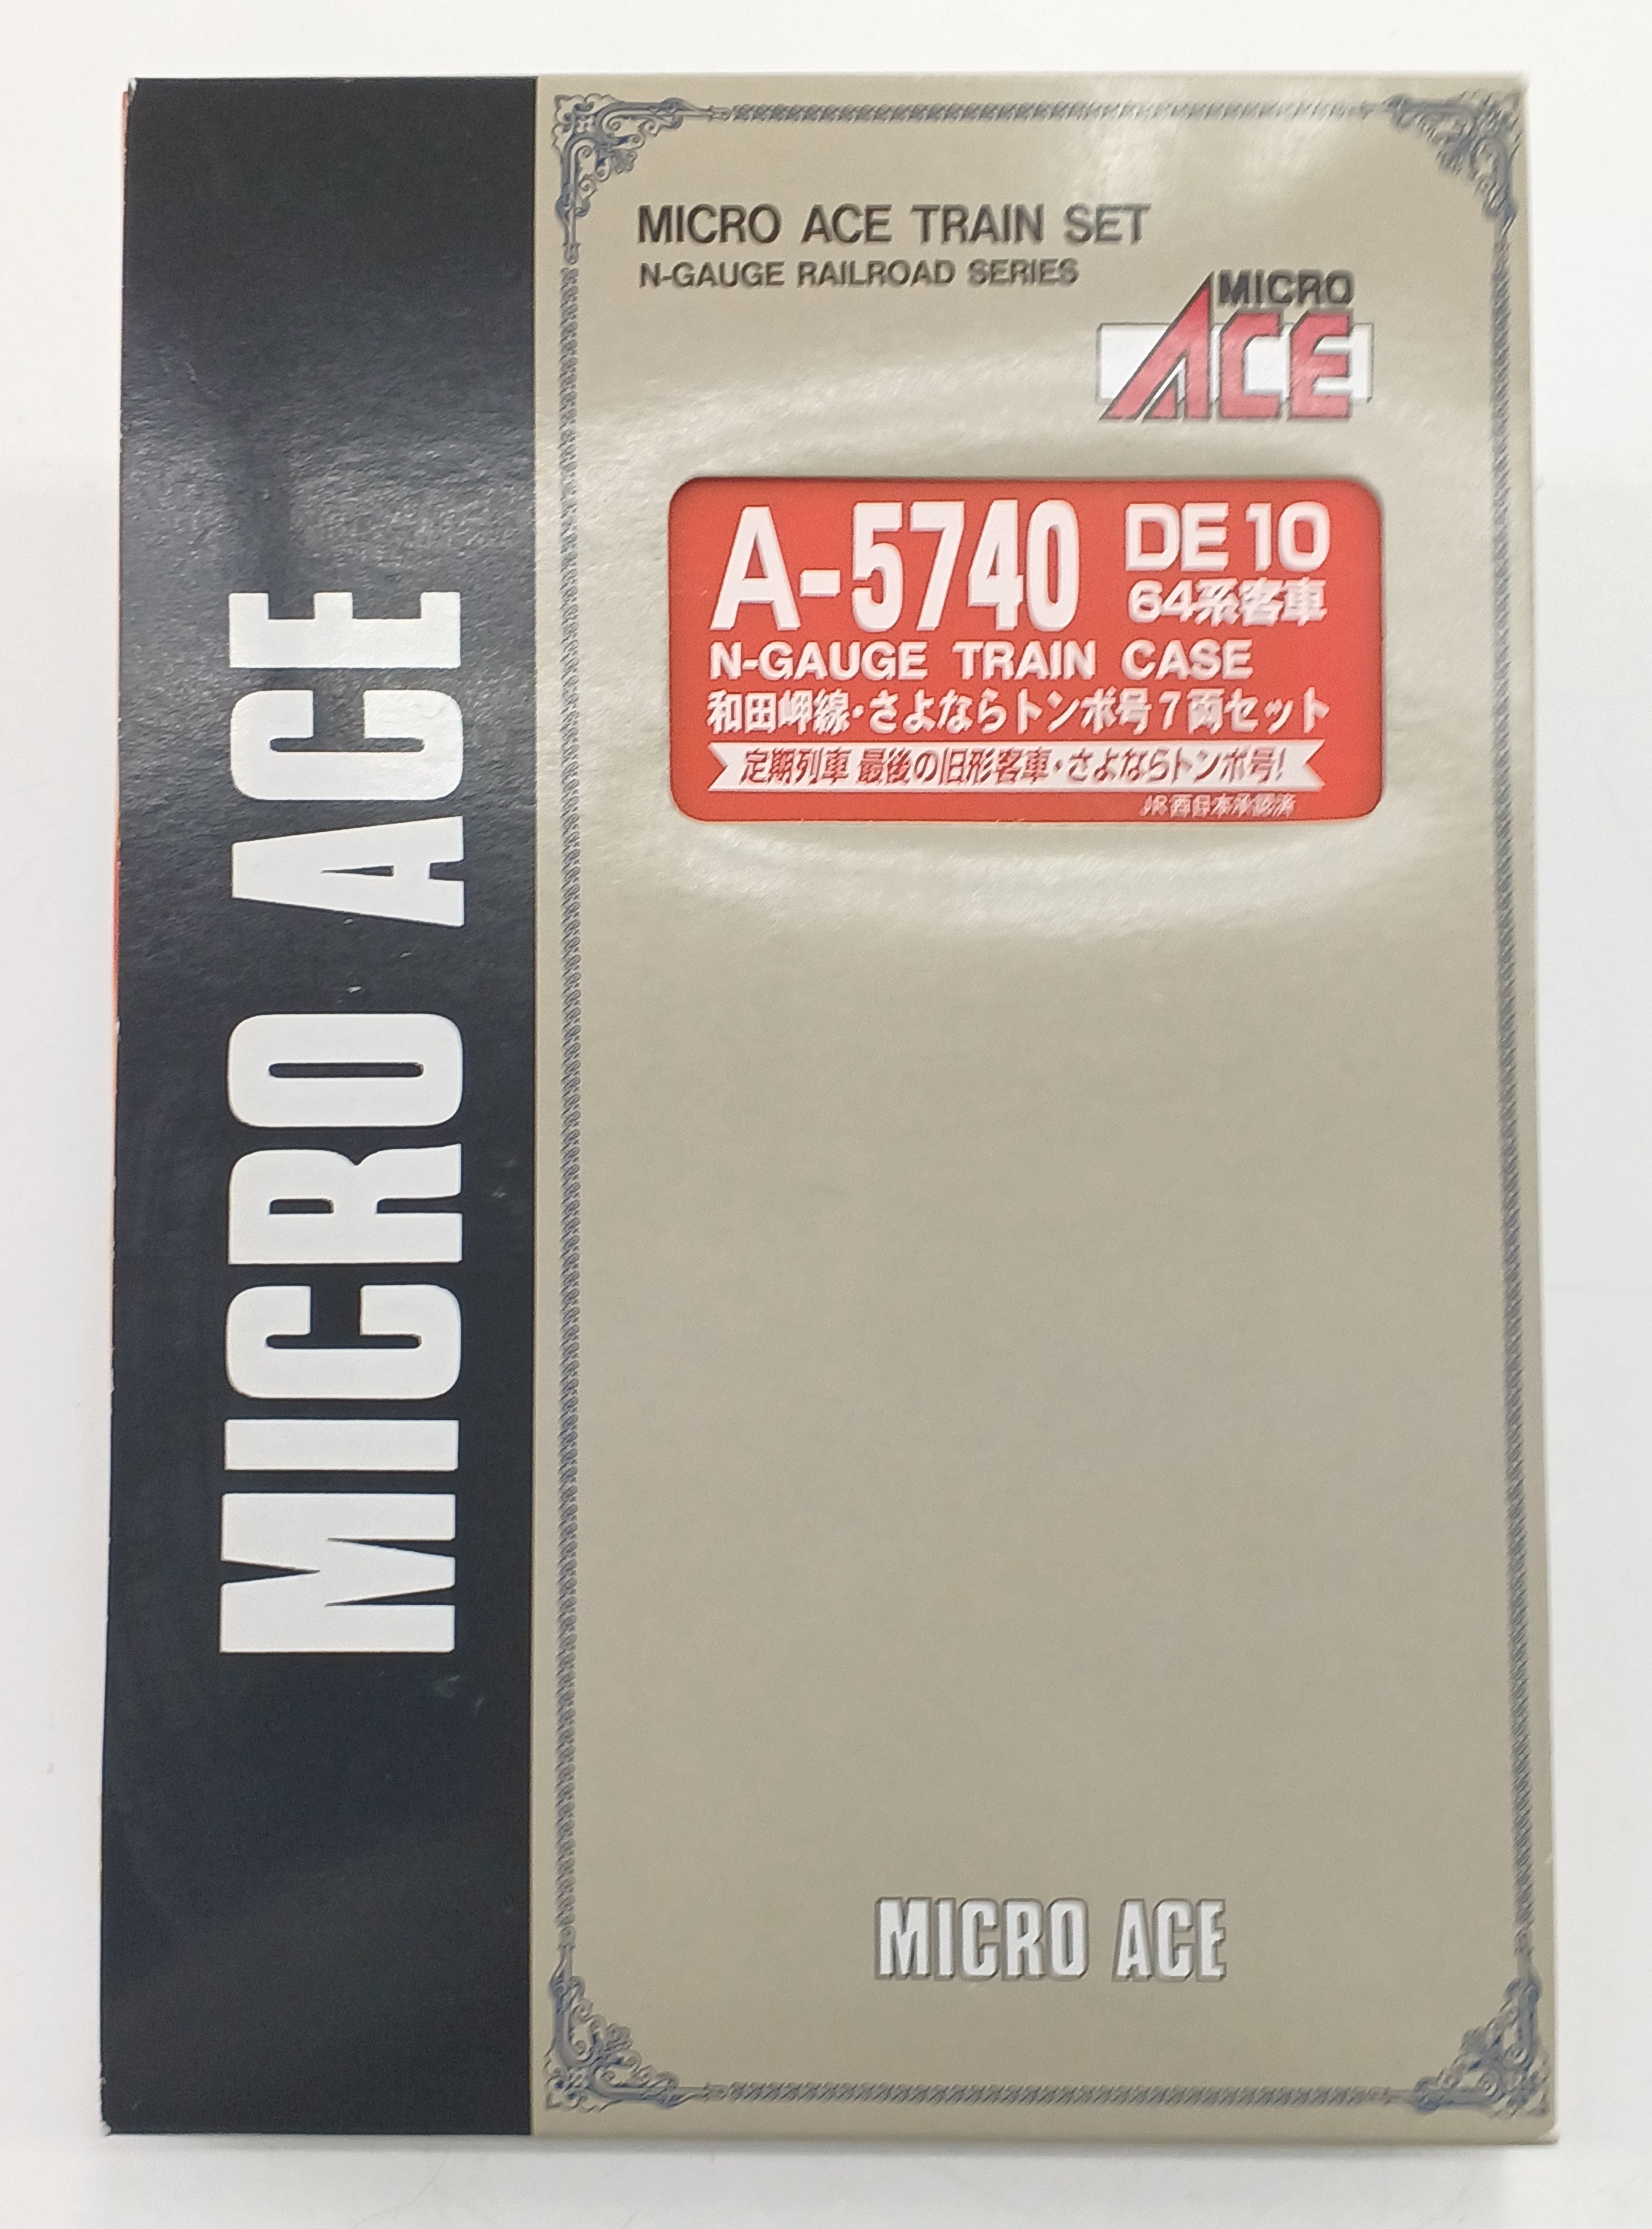 MICRO ACE
MICRO ACE TRAIN SET
N-GAUGE RAILROAD SERIES
MICRO
ACE
A-5740 DE10
64系客車
N-GAUGE TRAIN CASE
和田岬線・さよならトンボ号7両セット
定期列車 最後の旧形客車・さよならトンボ号!
JR西日本承認済
MICRO ACE